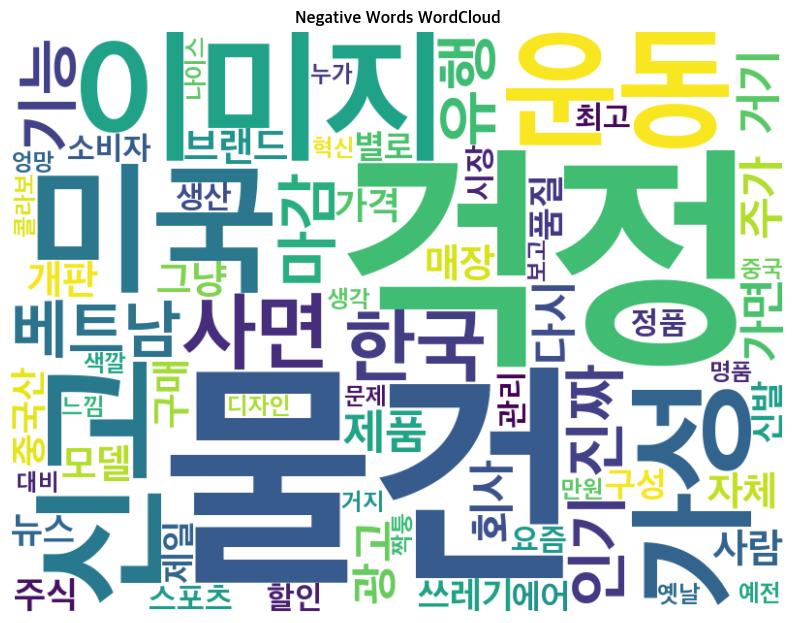 Negative Words WordCloud
기능
이미지
나이스
누가
유행
운동
최고
거기
엉망
소비자
브랜드
혁신
별로
시장
콜라보
미국
생산
마감
가격
걱정
품질
주가
개판
그냥
매장
보고
중국
베트남
사면
생각
한국
다시
정품
가면
색깔
중국산
신고
느낌
구매
물건
디자인
문제
제품
관리
진짜
가성
명품
신발
대비
모델
거지
회사
만원
구성
자체
뉴스
제일
광고
짝퉁
요즘
인기
사람
주식
스포츠
할인
쓰레기
에어
옛날
예전